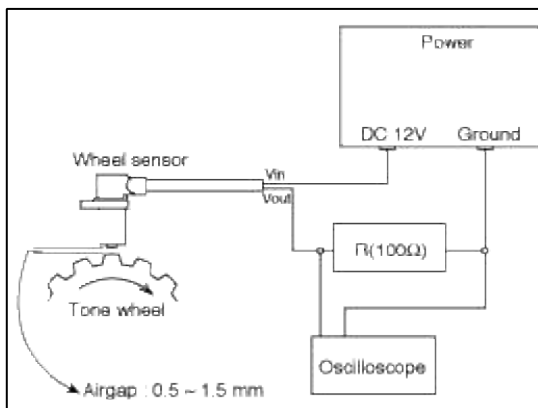 Power
DC 12V Ground
Wheel sensor
Vin
Vout
R(100Ω)
Tone wheel
Oscilloscope
Airgap : 0.5 ~ 1.5 mm